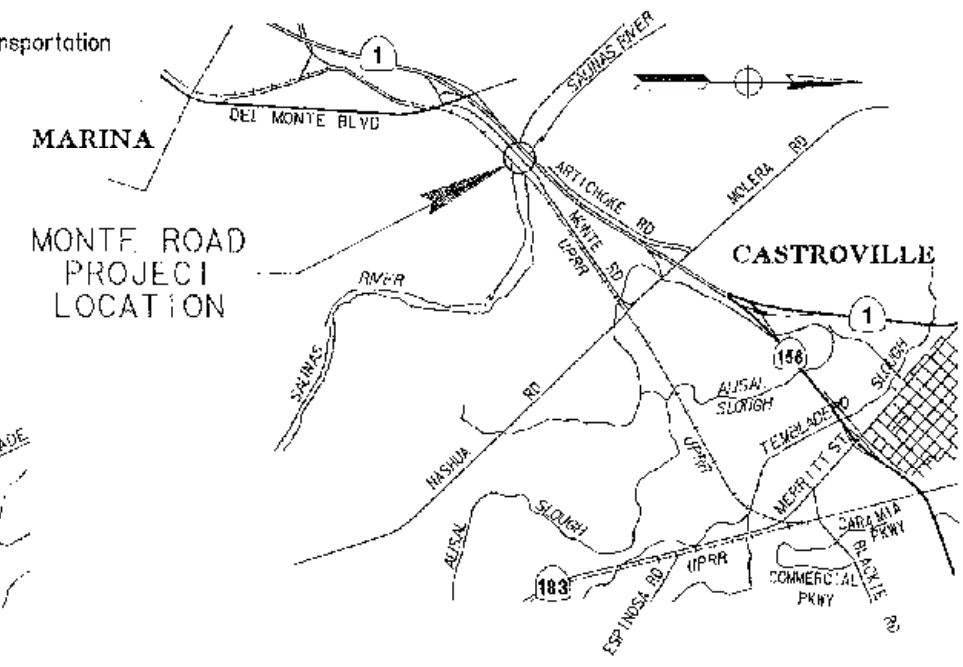 nsportation
1
SALINAS RIVER
DEL MONTE BLVD
MARINA
ARTICHOKE RD
MOLERA RD
MONTE RD
UPRR
MONTE ROAD
PROJECT
LOCATION
CASTROVILLE
RIVER
SALINAS
1
156
SLOUGH
ALISAL
SLOUGH
TEMBLADERO
MERRITT ST
NASHUA RD
UPRR
ADE
ALISAL
SLOUGH
CARAMIA
PKWY
UPRR
183
ESPINOSA RD
COMMERCIAL
PKWY
BLACKIE RD